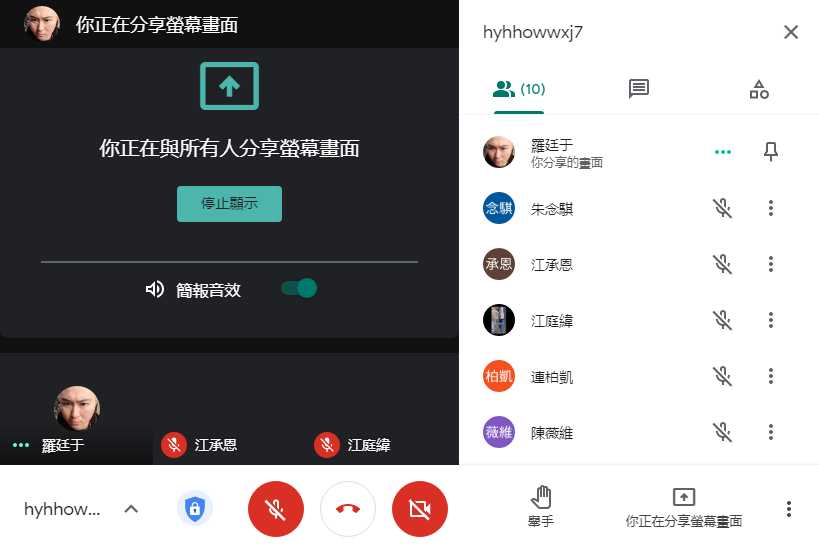 你正在分享螢幕畫面
你正在與所有人分享螢幕畫面
停止顯示
簡報音效
羅廷于
江承恩
江庭緯
hyhhow...
hyhhowwxj7
(10)
羅廷于
你分享的畫面
念騏
朱念騏
承恩
江承恩
江庭緯
柏凱
連柏凱
薇維
陳薇維
舉手
你正在分享螢幕畫面